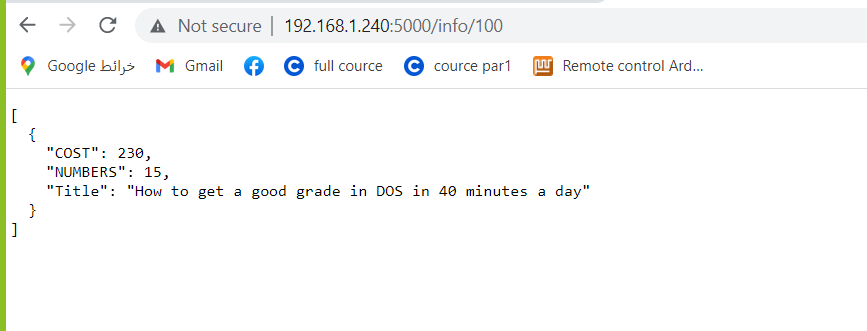 Not secure | 192.168.1.240:5000/info/100
Google خرائط Gmail full cource cource par1 Remote control Ard...
[
  {
    "COST": 230,
    "NUMBERS": 15,
    "Title": "How to get a good grade in DOS in 40 minutes a day"
  }
]